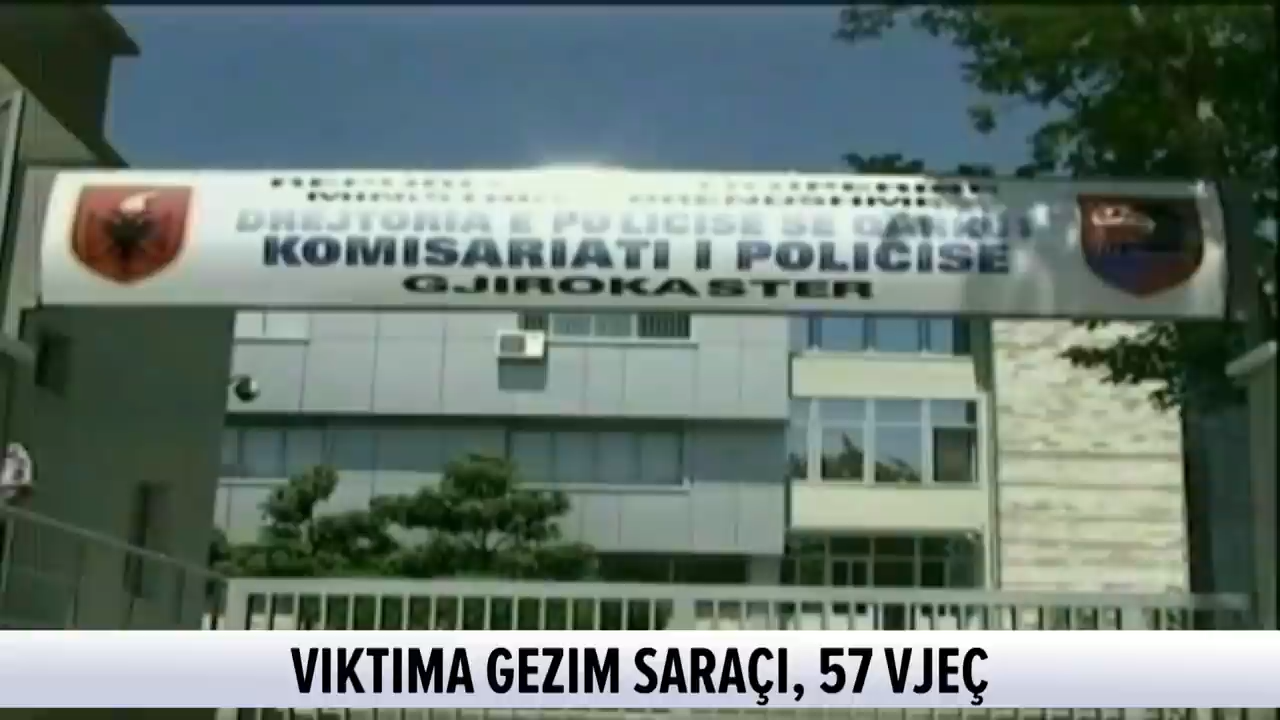 DREJTORIA E POLICISE SE QARKUT
KOMISARIATI I POLICISE
GJIROKASTER
VIKTIMA GEZIM SARAÇI, 57 VJEÇ